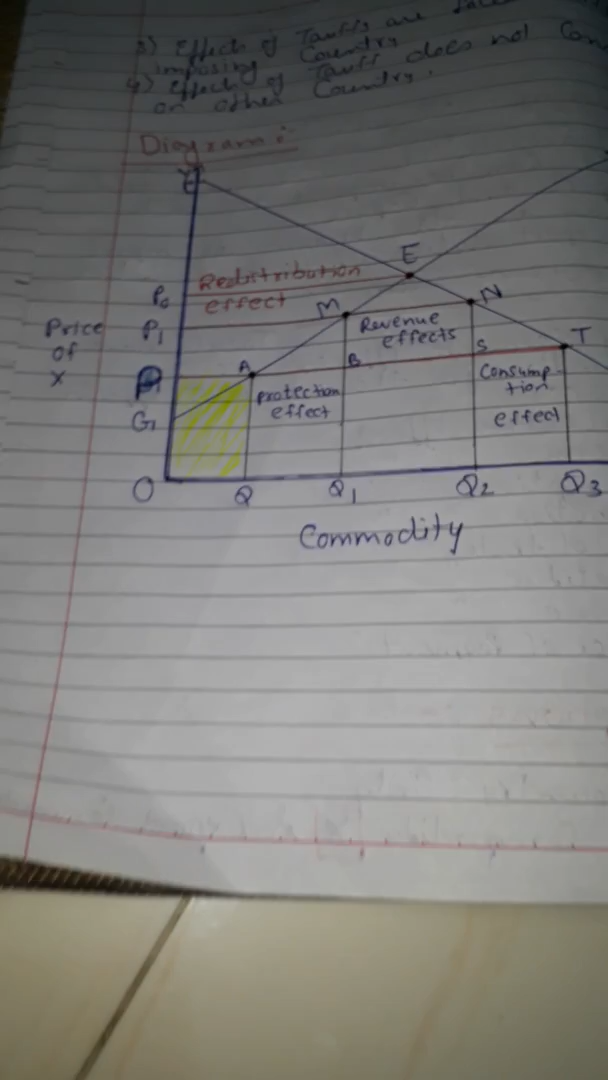 3) Effects of Tariffs are
imposing Country
4) Effect of Tariff does not
on other Country.
Diagram :
Y
E
Redistribution
P₀
effect
M
N
P₁
Price
of
X
Revenue
effects
T
A
B
S
P
protection
effect
Consump-
tion
effect
G₁
O
Q
Q₁
Q₂
Q₃
Commodity